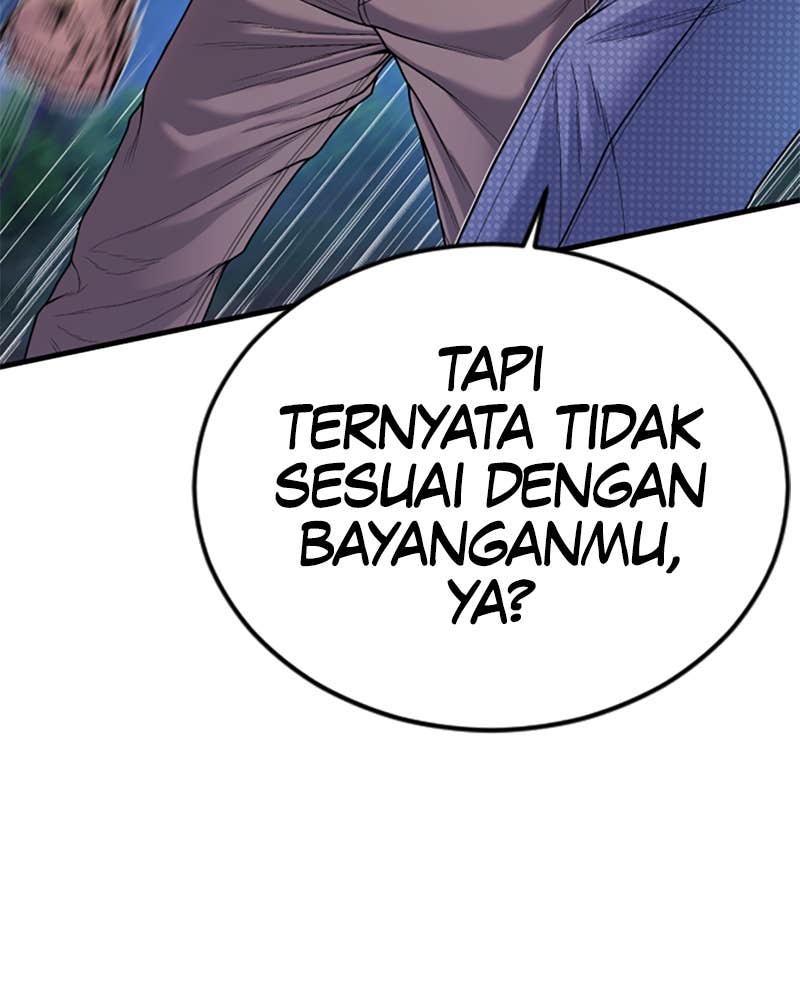 TAPI
TERNYATA TIDAK
SESUAI DENGAN
BAYANGANMU,
YA?